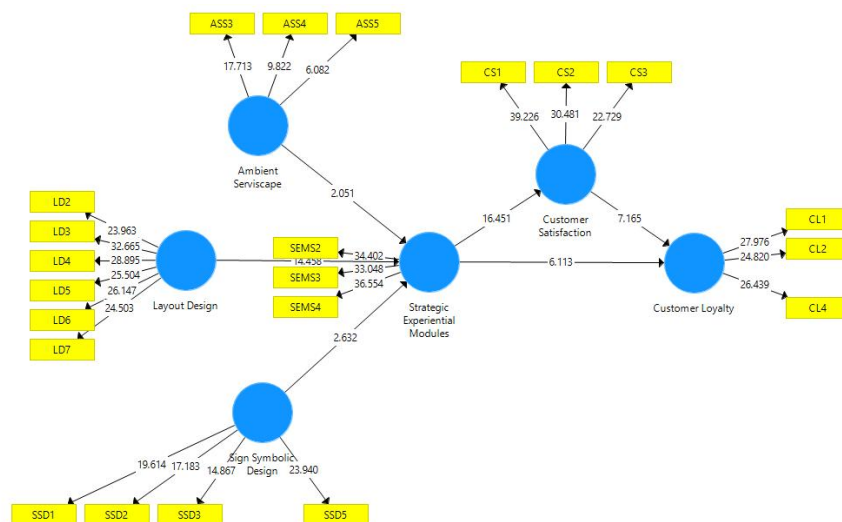 ASS3 ASS4 ASS5
17.713 9.822 6.082
Ambient
Serviscape
CS1 CS2 CS3
39.226 30.481 22.729
Customer
Satisfaction
2.051
16.451
7.165
LD2
LD3
LD4
LD5
LD6
LD7
23.963
32.665
28.895
25.504
26.147
24.503
Layout Design
14.458
SEMS2
SEMS3
SEMS4
34.402
33.048
36.554
Strategic
Experiential
Modules
6.113
CL1
CL2
CL4
27.976
24.820
26.439
Customer Loyalty
2.632
Sign Symbolic
Design
19.614 17.183 14.867 23.940
SSD1 SSD2 SSD3 SSD5